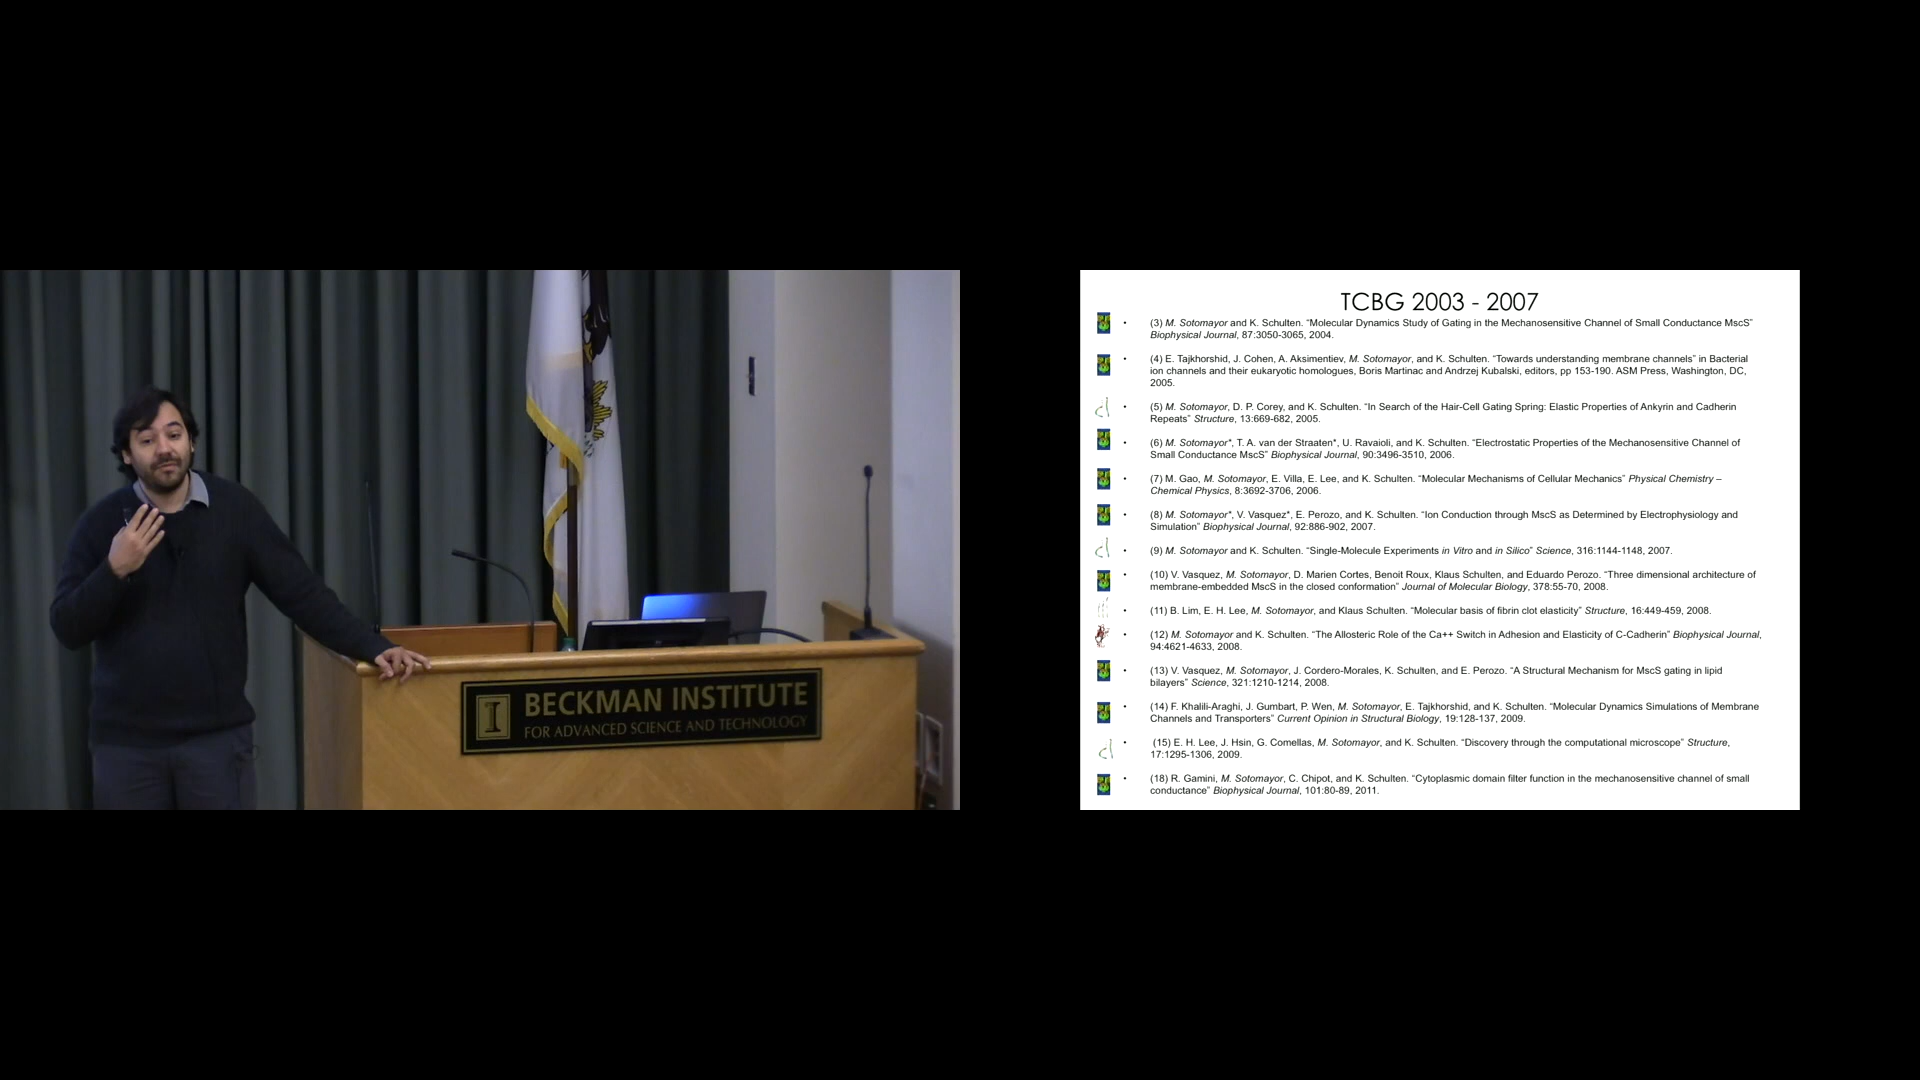 BECKMAN INSTITUTE
FOR ADVANCED SCIENCE AND TECHNOLOGY
TCBG 2003 - 2007
• (3) M. Sotomayor and K. Schulten. “Molecular Dynamics Study of Gating in the Mechanosensitive Channel of Small Conductance MscS”
Biophysical Journal, 87:3050-3065, 2004.
• (4) E. Tajkhorshid, J. Cohen, A. Aksimentiev, M. Sotomayor, and K. Schulten. “Towards understanding membrane channels” in Bacterial
ion channels and their eukaryotic homologues, Boris Martinac and Andrzej Kubalski, editors, pp 153-190. ASM Press, Washington, DC,
2005.
• (5) M. Sotomayor, D. P. Corey, and K. Schulten. “In Search of the Hair-Cell Gating Spring: Elastic Properties of Ankyrin and Cadherin
Repeats” Structure, 13:669-682, 2005.
• (6) M. Sotomayor*, T. A. van der Straaten*, U. Ravaioli, and K. Schulten. “Electrostatic Properties of the Mechanosensitive Channel of
Small Conductance MscS” Biophysical Journal, 90:3496-3510, 2006.
• (7) M. Gao, M. Sotomayor, E. Villa, E. Lee, and K. Schulten. “Molecular Mechanisms of Cellular Mechanics” Physical Chemistry –
Chemical Physics, 8:3692-3706, 2006.
• (8) M. Sotomayor*, V. Vasquez*, E. Perozo, and K. Schulten. “Ion Conduction through MscS as Determined by Electrophysiology and
Simulation” Biophysical Journal, 92:886-902, 2007.
• (9) M. Sotomayor and K. Schulten. “Single-Molecule Experiments in Vitro and in Silico” Science, 316:1144-1148, 2007.
• (10) V. Vasquez, M. Sotomayor, D. Marien Cortes, Benoit Roux, Klaus Schulten, and Eduardo Perozo. “Three dimensional architecture of
membrane-embedded MscS in the closed conformation” Journal of Molecular Biology, 378:55-70, 2008.
• (11) B. Lim, E. H. Lee, M. Sotomayor, and Klaus Schulten. “Molecular basis of fibrin clot elasticity” Structure, 16:449-459, 2008.
• (12) M. Sotomayor and K. Schulten. “The Allosteric Role of the Ca++ Switch in Adhesion and Elasticity of C-Cadherin” Biophysical Journal,
94:4621-4633, 2008.
• (13) V. Vasquez, M. Sotomayor, J. Cordero-Morales, K. Schulten, and E. Perozo. “A Structural Mechanism for MscS gating in lipid
bilayers” Science, 321:1210-1214, 2008.
• (14) F. Khalili-Araghi, J. Gumbart, P. Wen, M. Sotomayor, E. Tajkhorshid, and K. Schulten. “Molecular Dynamics Simulations of Membrane
Channels and Transporters” Current Opinion in Structural Biology, 19:128-137, 2009.
• (15) E. H. Lee, J. Hsin, G. Comellas, M. Sotomayor, and K. Schulten. “Discovery through the computational microscope” Structure,
17:1295-1306, 2009.
• (18) R. Gamini, M. Sotomayor, C. Chipot, and K. Schulten. “Cytoplasmic domain filter function in the mechanosensitive channel of small
conductance” Biophysical Journal, 101:80-89, 2011.